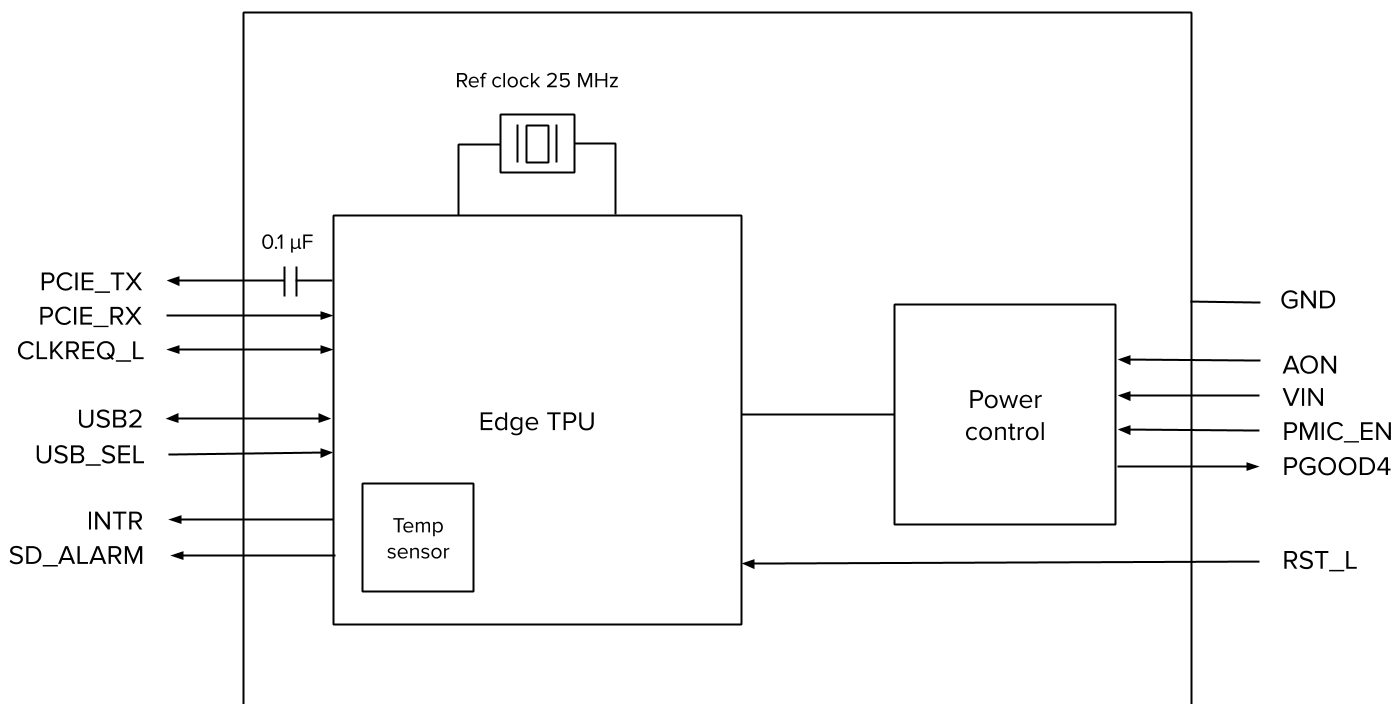 Ref clock 25 MHz
0.1 μF
PCIE_TX
PCIE_RX
CLKREQ_L
USB2
USB_SEL
INTR
SD_ALARM
Edge TPU
Temp
sensor
Power
control
GND
AON
VIN
PMIC_EN
PGOOD4
RST_L